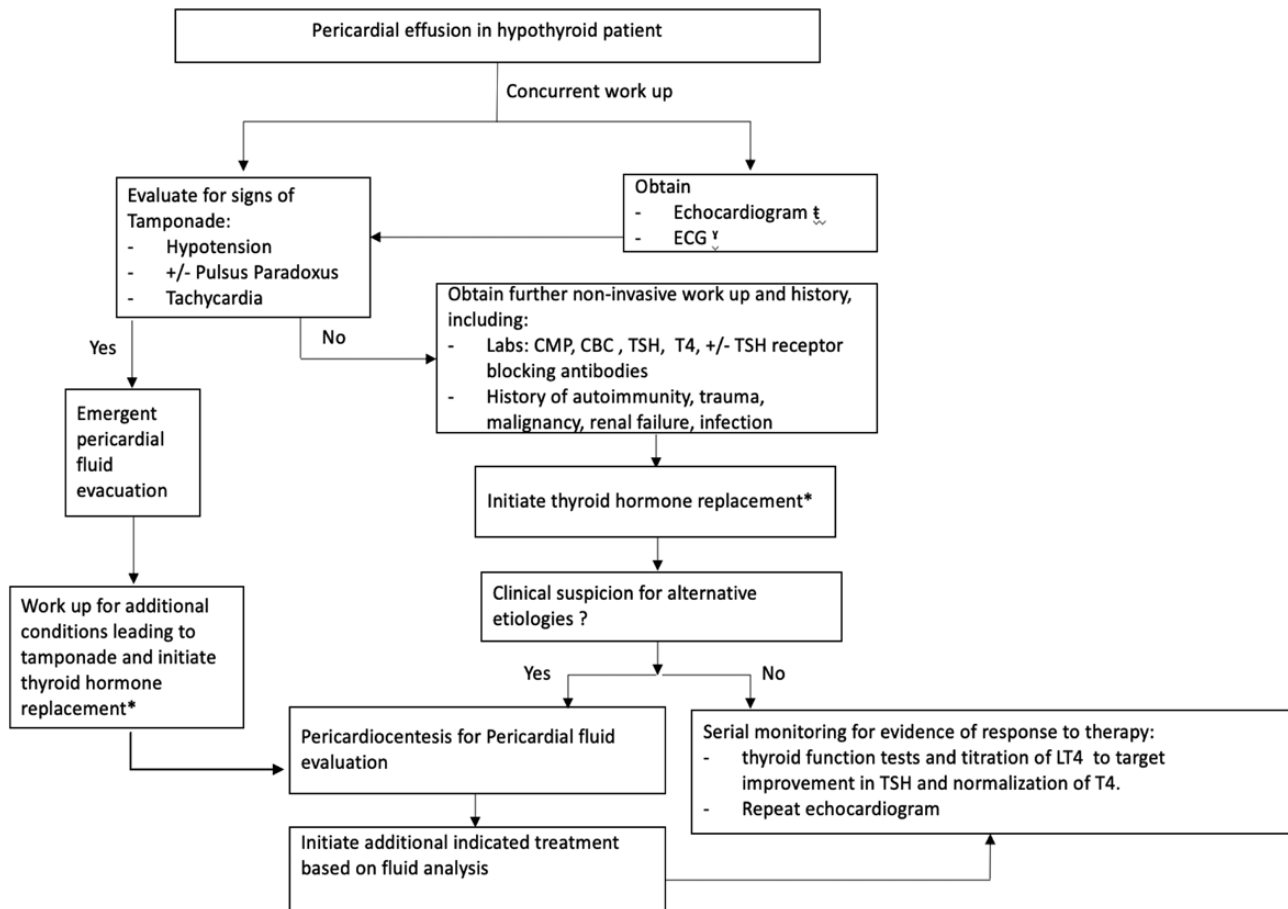 Pericardial effusion in hypothyroid patient
Concurrent work up
Evaluate for signs of
Tamponade:
- Hypotension
- +/- Pulsus Paradoxus
- Tachycardia
Obtain
- Echocardiogram ŧ
- ECG ɤ
Yes
No
Obtain further non-invasive work up and history,
including:
- Labs: CMP, CBC , TSH, T4, +/- TSH receptor
blocking antibodies
- History of autoimmunity, trauma,
malignancy, renal failure, infection
Emergent
pericardial
fluid
evacuation
Initiate thyroid hormone replacement*
Clinical suspicion for alternative
etiologies ?
Work up for additional
conditions leading to
tamponade and initiate
thyroid hormone
replacement*
Yes
No
Pericardiocentesis for Pericardial fluid
evaluation
Serial monitoring for evidence of response to therapy:
- thyroid function tests and titration of LT4 to target
improvement in TSH and normalization of T4.
- Repeat echocardiogram
Initiate additional indicated treatment
based on fluid analysis